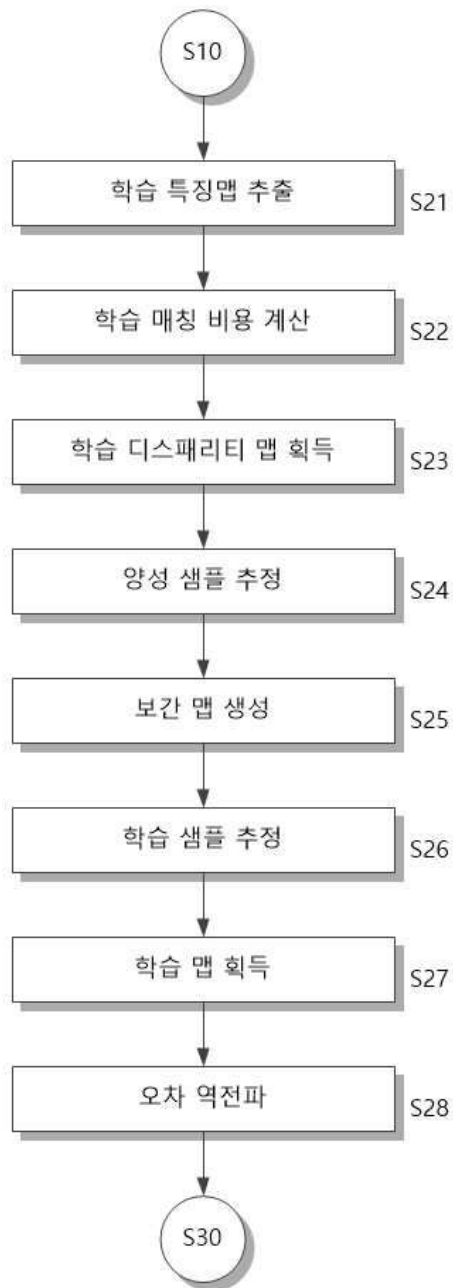 S10
학습 특징맵 추출
S21
학습 매칭 비용 계산
S22
학습 디스패리티 맵 획득
S23
양성 샘플 추정
S24
보간 맵 생성
S25
학습 샘플 추정
S26
학습 맵 획득
S27
오차 역전파
S28
S30